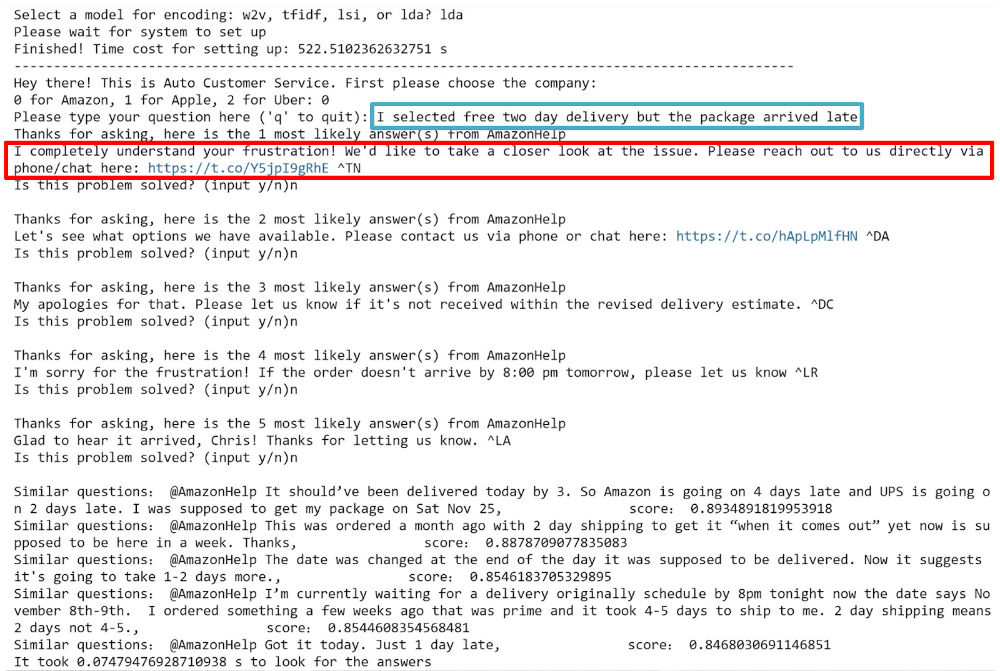 Select a model for encoding: w2v, tfidf, lsi, or lda? lda
Please wait for system to set up
Finished! Time cost for setting up: 522.5102362632751 s
---------------------------------------------------------------------------------------------------
Hey there! This is Auto Customer Service. First please choose the company:
0 for Amazon, 1 for Apple, 2 for Uber: 0
Please type your question here ('q' to quit): I selected free two day delivery but the package arrived late
Thanks for asking, here is the 1 most likely answer(s) from AmazonHelp
I completely understand your frustration! We'd like to take a closer look at the issue. Please reach out to us directly via
phone/chat here: https://t.co/Y5jpI9gRhE ^TN
Is this problem solved? (input y/n)n
Thanks for asking, here is the 2 most likely answer(s) from AmazonHelp
Let's see what options we have available. Please contact us via phone or chat here: https://t.co/hApLpMlfHN ^DA
Is this problem solved? (input y/n)n
Thanks for asking, here is the 3 most likely answer(s) from AmazonHelp
My apologies for that. Please let us know if it's not received within the revised delivery estimate. ^DC
Is this problem solved? (input y/n)n
Thanks for asking, here is the 4 most likely answer(s) from AmazonHelp
I'm sorry for the frustration! If the order doesn't arrive by 8:00 pm tomorrow, please let us know ^LR
Is this problem solved? (input y/n)n
Thanks for asking, here is the 5 most likely answer(s) from AmazonHelp
Glad to hear it arrived, Chris! Thanks for letting us know. ^LA
Is this problem solved? (input y/n)n
Similar questions:  @AmazonHelp It should’ve been delivered today by 3. So Amazon is going on 4 days late and UPS is going o
n 2 days late. I was supposed to get my package on Sat Nov 25,                score:  0.8934891819953918
Similar questions:  @AmazonHelp This was ordered a month ago with 2 day shipping to get it “when it comes out” yet now is su
pposed to be here in a week. Thanks,                score:  0.8878709077835083
Similar questions:  @AmazonHelp The date was changed at the end of the day it was supposed to be delivered. Now it suggests
it's going to take 1-2 days more.,                score:  0.8546183705329895
Similar questions:  @AmazonHelp I’m currently waiting for a delivery originally schedule by 8pm tonight now the date says No
vember 8th-9th.  I ordered something a few weeks ago that was prime and it took 4-5 days to ship to me. 2 day shipping means
2 days not 4-5.,                score:  0.8544608354568481
Similar questions:  @AmazonHelp Got it today. Just 1 day late,                score:  0.8468030691146851
It took 0.07479476928710938 s to look for the answers